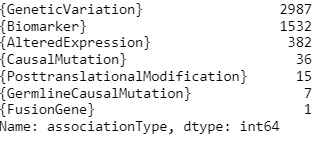 {GeneticVariation} 2987
{Biomarker} 1532
{AlteredExpression} 382
{CausalMutation} 36
{PosttranslationalModification} 15
{GermlineCausalMutation} 7
{FusionGene} 1
Name: associationType, dtype: int64